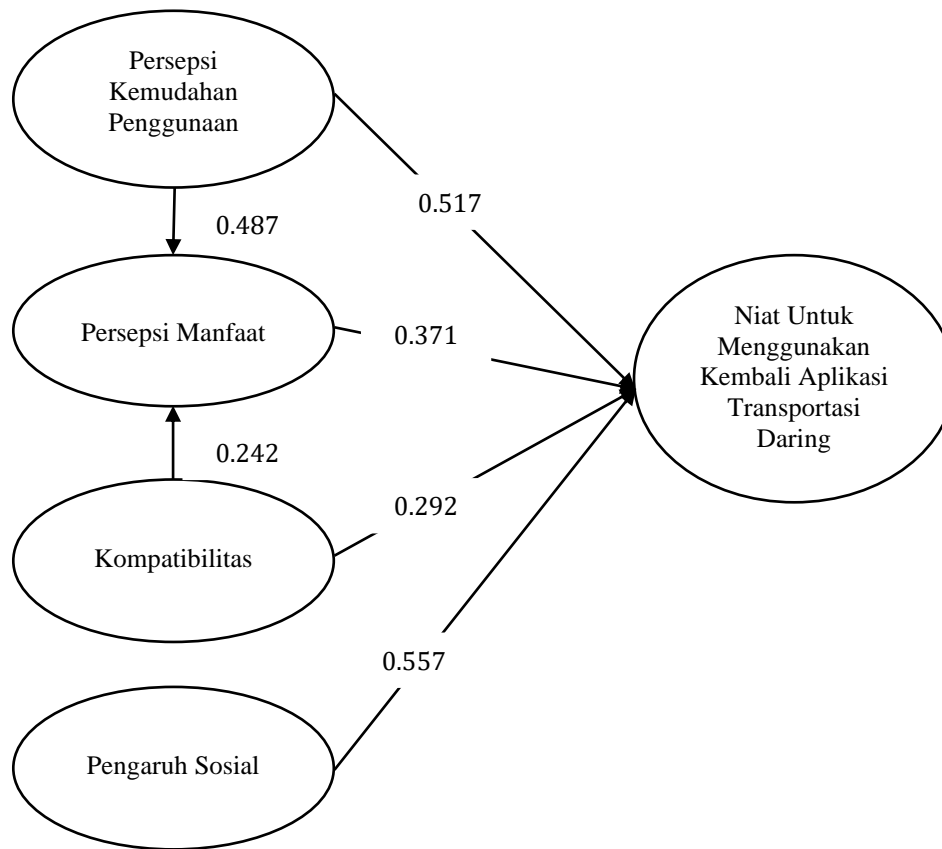 Persepsi
Kemudahan
Penggunaan
0.517
0.487
Persepsi Manfaat
0.371
Niat Untuk
Menggunakan
Kembali Aplikasi
Transportasi
Daring
0.242
0.292
Kompatibilitas
0.557
Pengaruh Sosial